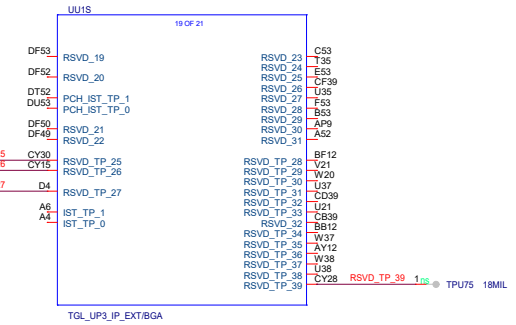 UU1S
19 OF 21
DF53 RSVD_19
DF52 RSVD_20
DT52 PCH_IST_TP_1
DU53 PCH_IST_TP_0
DF50 RSVD_21
DF49 RSVD_22
5 CY30 RSVD_TP_25
6 CY15 RSVD_TP_26
7 D4 RSVD_TP_27
A6 IST_TP_1
A4 IST_TP_0
RSVD_23 C53
RSVD_24 T35
RSVD_25 E53
RSVD_26 CF39
RSVD_27 U35
RSVD_28 F53
RSVD_29 B53
RSVD_30 AP9
RSVD_31 A52
RSVD_TP_28 BF12
RSVD_TP_29 V21
RSVD_TP_30 W20
RSVD_TP_31 U37
RSVD_TP_32 CD39
RSVD_TP_33 U21
RSVD_32 CB39
RSVD_TP_34 BB12
RSVD_TP_35 W37
RSVD_TP_36 AY12
RSVD_TP_37 W38
RSVD_TP_38 U38
RSVD_TP_39 CY28 RSVD_TP_39 1 TPU75 18MIL
TGL_UP3_IP_EXT/BGA